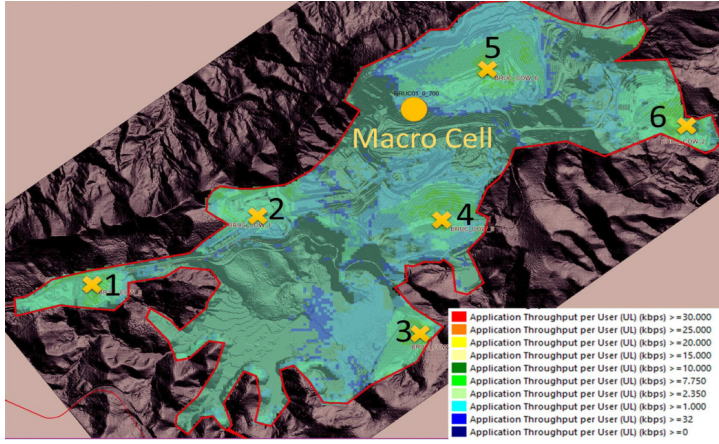 5
BRUC01_0_700
6
Macro Cell
2
4
1
3
Application Throughput per User (UL) (kbps) >=30.000
Application Throughput per User (UL) (kbps) >=25.000
Application Throughput per User (UL) (kbps) >=20.000
Application Throughput per User (UL) (kbps) >=15.000
Application Throughput per User (UL) (kbps) >=10.000
Application Throughput per User (UL) (kbps) >=7.750
Application Throughput per User (UL) (kbps) >=2.350
Application Throughput per User (UL) (kbps) >=1.000
Application Throughput per User (UL) (kbps) >=32
Application Throughput per User (UL) (kbps) >=0